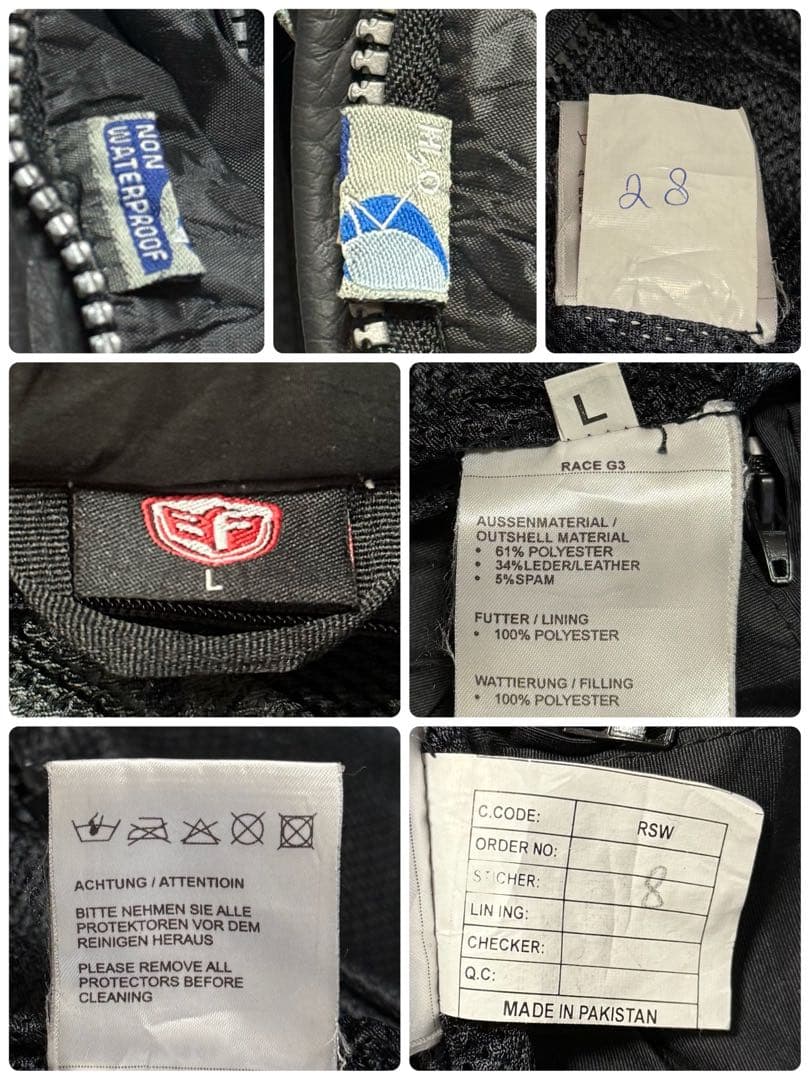 NON
WATERPROOF
H2O
28
BF
L
L
RACE G3
AUSSENMATERIAL /
OUTSHELL MATERIAL
• 61% POLYESTER
• 34%LEDER/LEATHER
• 5%SPAM
FUTTER / LINING
• 100% POLYESTER
WATTIERUNG / FILLING
• 100% POLYESTER
ACHTUNG / ATTENTIOIN
BITTE NEHMEN SIE ALLE
PROTEKTOREN VOR DEM
REINIGEN HERAUS
PLEASE REMOVE ALL
PROTECTORS BEFORE
CLEANING
C.CODE: RSW
ORDER NO:
STICHER: 8
LIN ING:
CHECKER:
Q.C:
MADE IN PAKISTAN